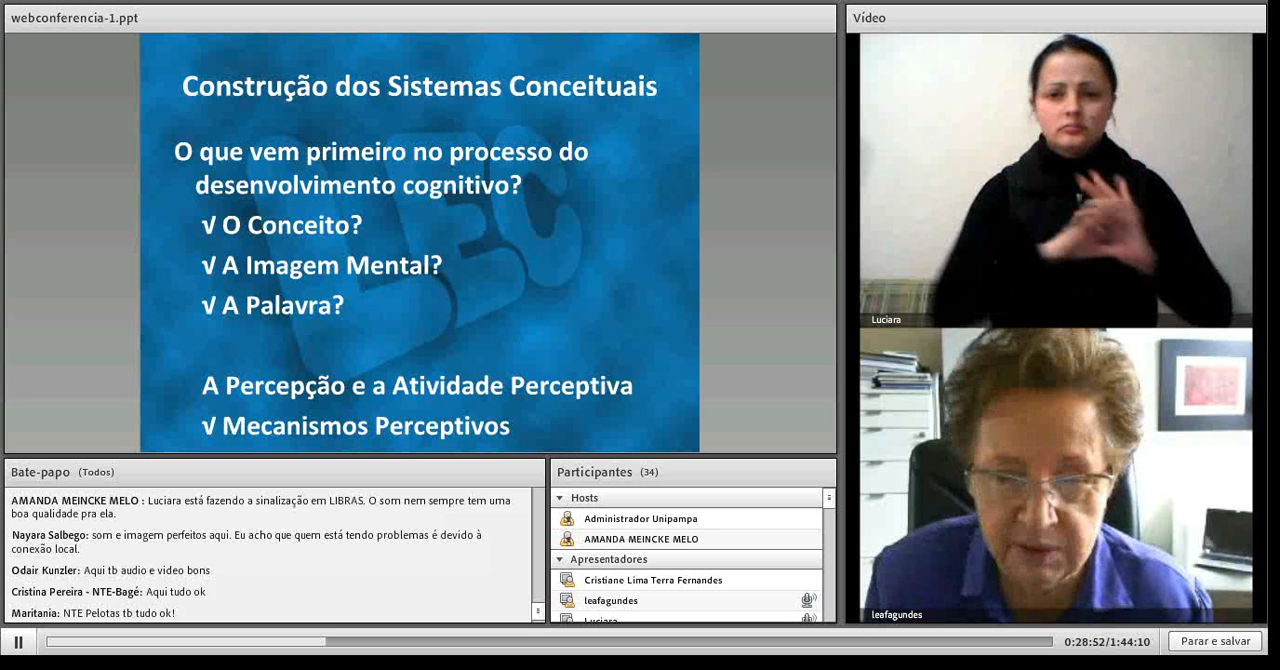 webconferencia-1.ppt
Construção dos Sistemas Conceituais
O que vem primeiro no processo do
desenvolvimento cognitivo?
√ O Conceito?
√ A Imagem Mental?
√ A Palavra?
A Percepção e a Atividade Perceptiva
√ Mecanismos Perceptivos
LEC
Bate-papo (Todos)
AMANDA MEINCKE MELO : Luciara está fazendo a sinalização em LIBRAS. O som nem sempre tem uma
boa qualidade pra ela.
Nayara Salbego: som e imagem perfeitos aqui. Eu acho que quem está tendo problemas é devido à
conexão local.
Odair Kunzler: Aqui tb audio e video bons
Cristina Pereira - NTE-Bagé: Aqui tudo ok
Maritania: NTE Pelotas tb tudo ok!
Participantes (34)
Hosts
Administrador Unipampa
AMANDA MEINCKE MELO
Apresentadores
Cristiane Lima Terra Fernandes
leafagundes
Luciara
Vídeo
Luciara
leafagundes
0:28:52/1:44:10
Parar e salvar